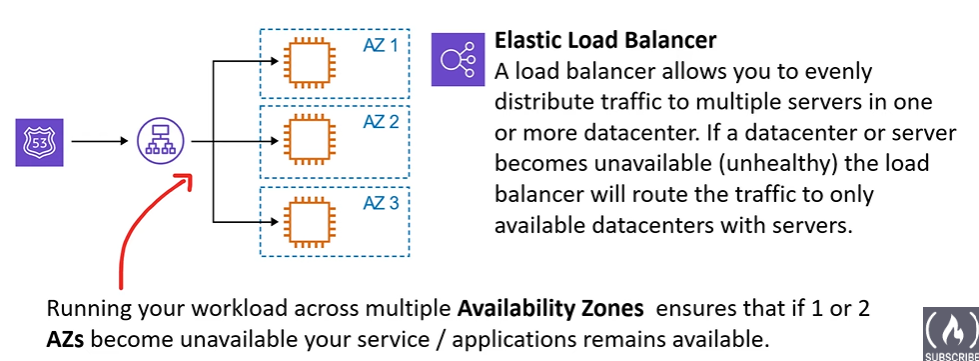 AZ 1
AZ 2
AZ 3
53
Elastic Load Balancer
A load balancer allows you to evenly
distribute traffic to multiple servers in one
or more datacenter. If a datacenter or server
becomes unavailable (unhealthy) the load
balancer will route the traffic to only
available datacenters with servers.
Running your workload across multiple Availability Zones ensures that if 1 or 2
AZs become unavailable your service / applications remains available.
SUBSCRIBE